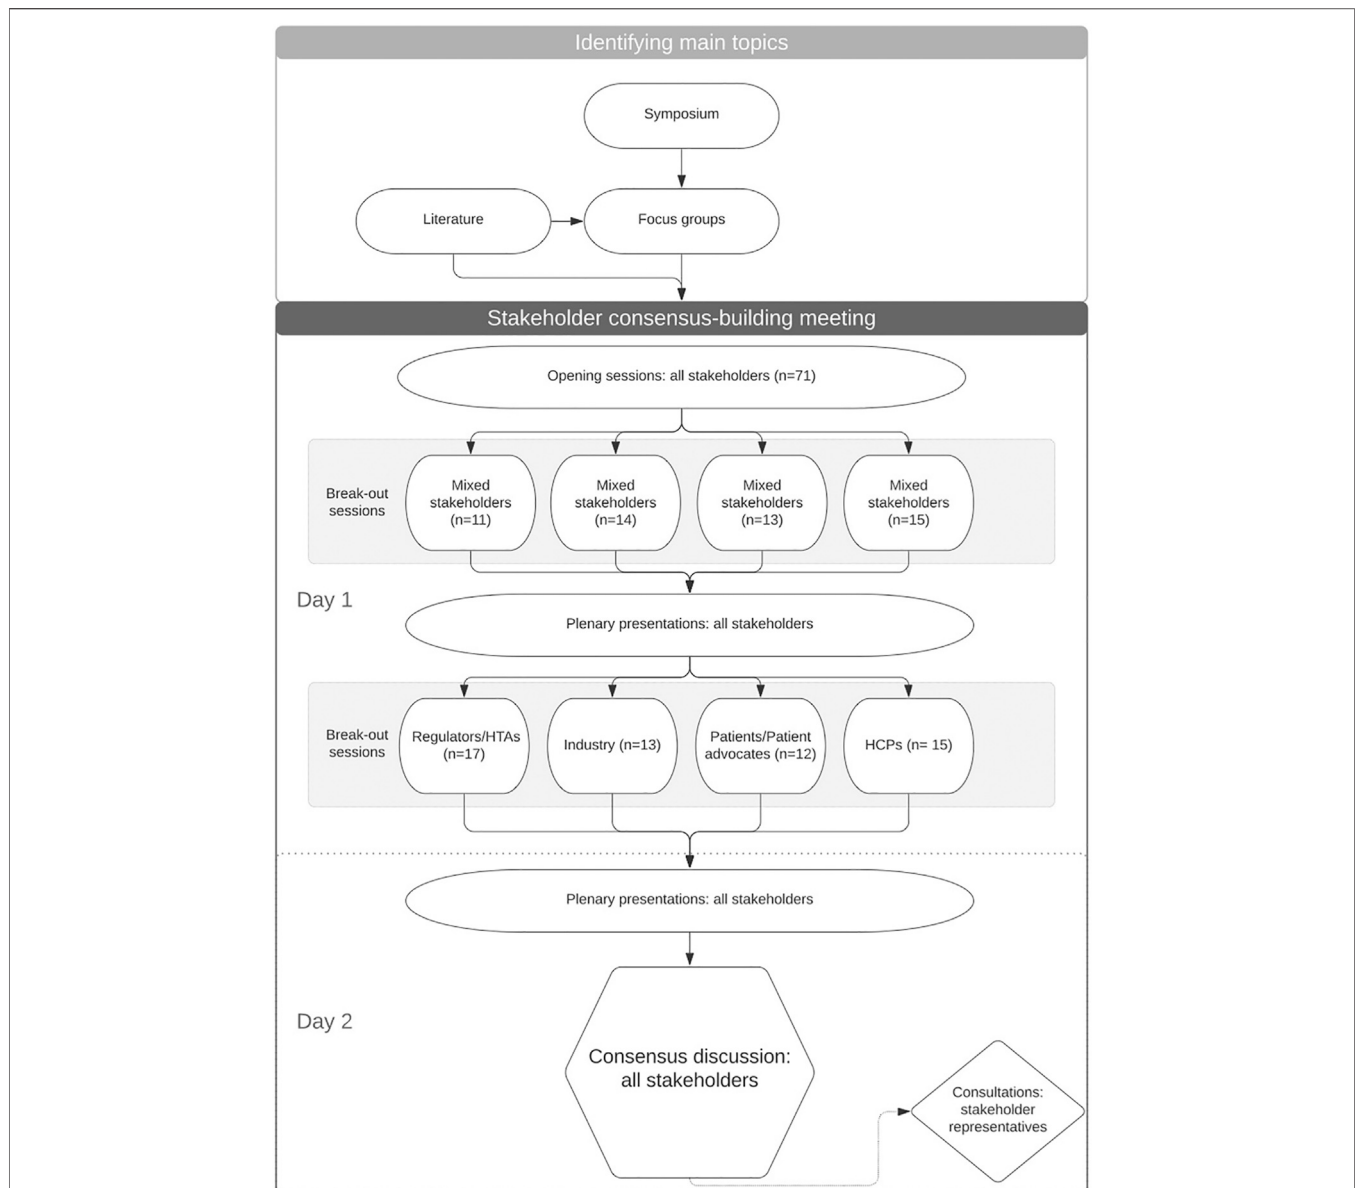 Identifying main topics
Symposium
Literature
Focus groups
Stakeholder consensus-building meeting
Opening sessions: all stakeholders (n=71)
Break-out
sessions
Mixed
stakeholders
(n=11)
Mixed
stakeholders
(n=14)
Mixed
stakeholders
(n=13)
Mixed
stakeholders
(n=15)
Day 1
Plenary presentations: all stakeholders
Break-out
sessions
Regulators/HTAs
(n=17)
Industry (n=13)
Patients/Patient
advocates (n=12)
HCPs (n= 15)
Plenary presentations: all stakeholders
Day 2
Consensus discussion:
all stakeholders
Consultations:
stakeholder
representatives